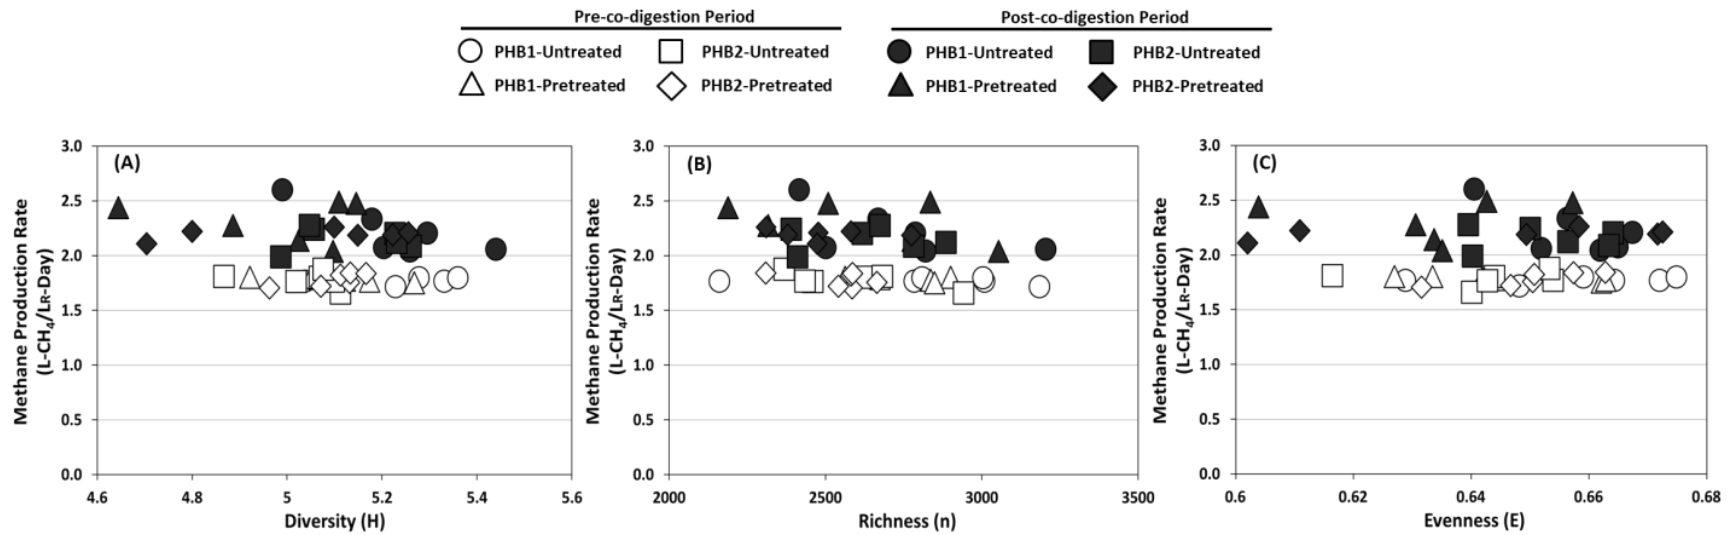 Pre-co-digestion Period
Post-co-digestion Period
PHB1-Untreated
PHB2-Untreated
PHB1-Untreated
PHB2-Untreated
PHB1-Pretreated
PHB2-Pretreated
PHB1-Pretreated
PHB2-Pretreated
(A)
Methane Production Rate
(L-CH4/LR-Day)
3.0
2.5
2.0
1.5
1.0
0.5
0.0
4.6
4.8
5
5.2
5.4
5.6
Diversity (H)
(B)
Methane Production Rate
(L-CH4/LR-Day)
3.0
2.5
2.0
1.5
1.0
0.5
0.0
2000
2500
3000
3500
Richness (n)
(C)
Methane Production Rate
(L-CH4/LR-Day)
3.0
2.5
2.0
1.5
1.0
0.5
0.0
0.6
0.62
0.64
0.66
0.68
Evenness (E)